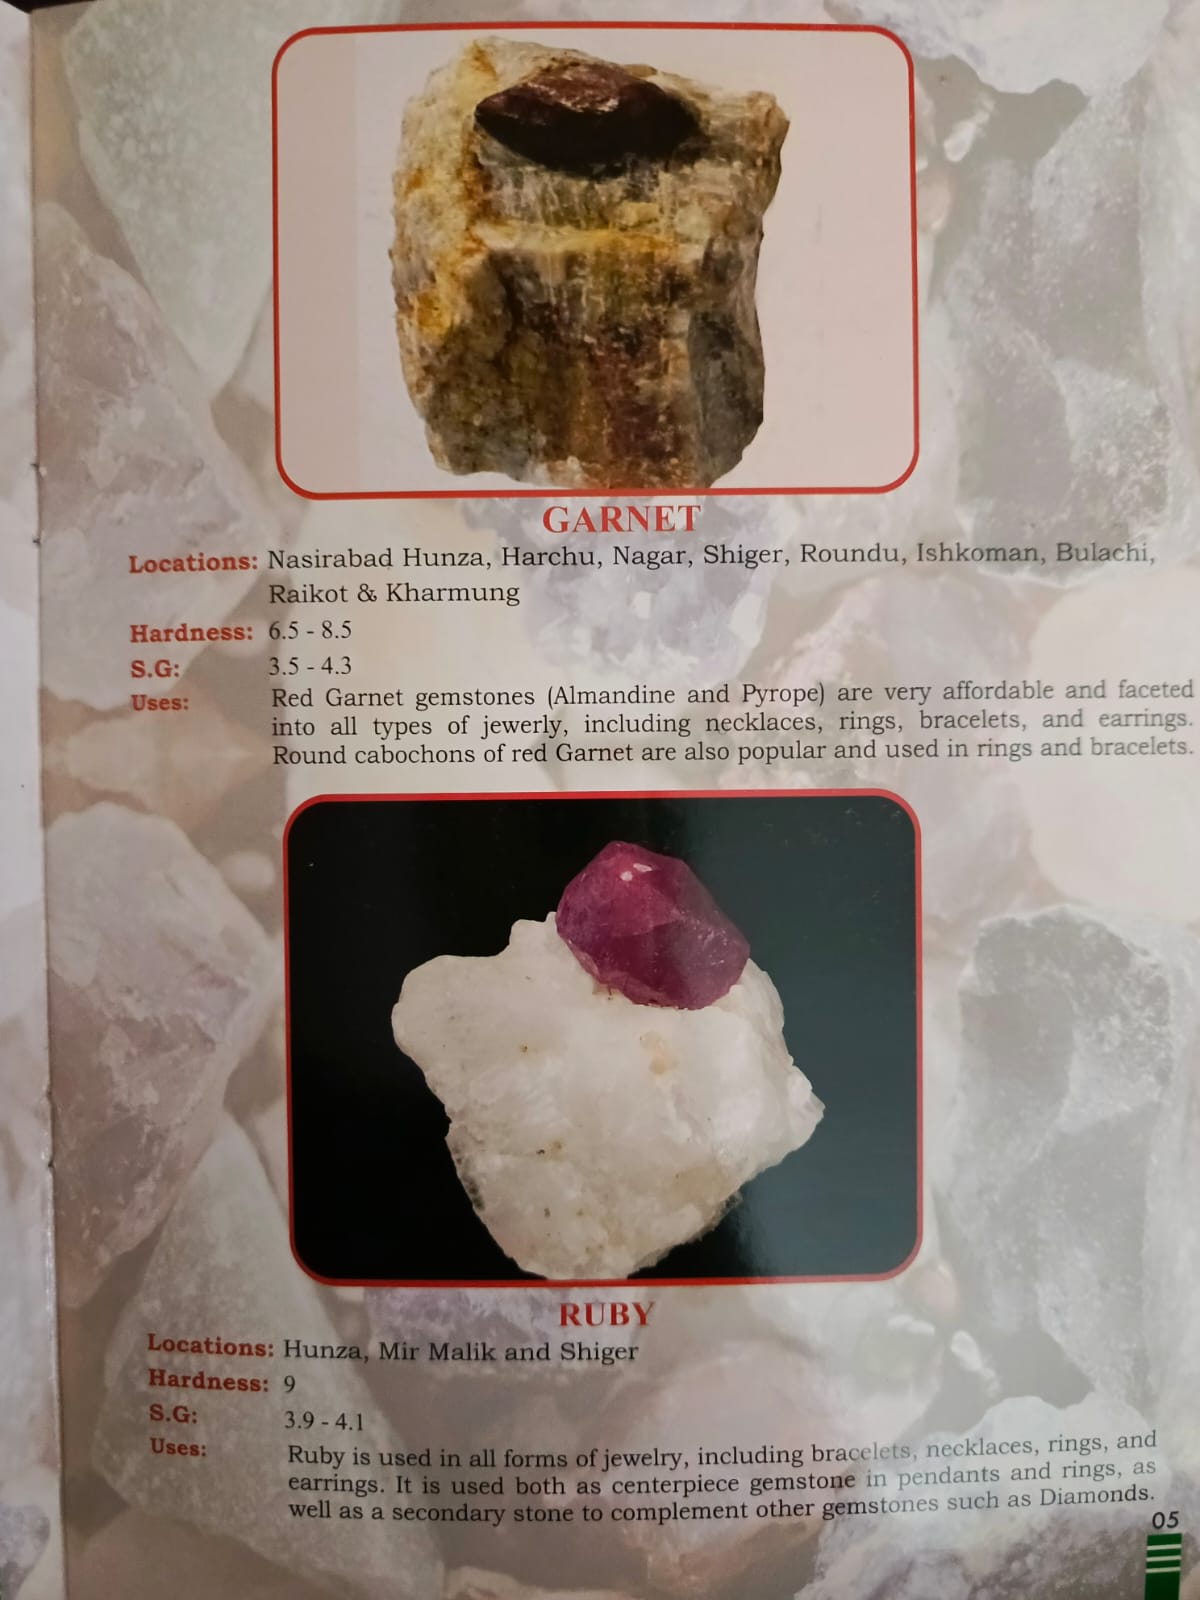 GARNET
Locations: Nasirabad Hunza, Harchu, Nagar, Shiger, Roundu, Ishkoman, Bulachi,
Raikot & Kharmung
Hardness: 6.5 - 8.5
S.G: 3.5 - 4.3
Uses: Red Garnet gemstones (Almandine and Pyrope) are very affordable and faceted
into all types of jewerly, including necklaces, rings, bracelets, and earrings.
Round cabochons of red Garnet are also popular and used in rings and bracelets.
RUBY
Locations: Hunza, Mir Malik and Shiger
Hardness: 9
S.G: 3.9 - 4.1
Uses: Ruby is used in all forms of jewelry, including bracelets, necklaces, rings, and
earrings. It is used both as centerpiece gemstone in pendants and rings, as
well as a secondary stone to complement other gemstones such as Diamonds.
05